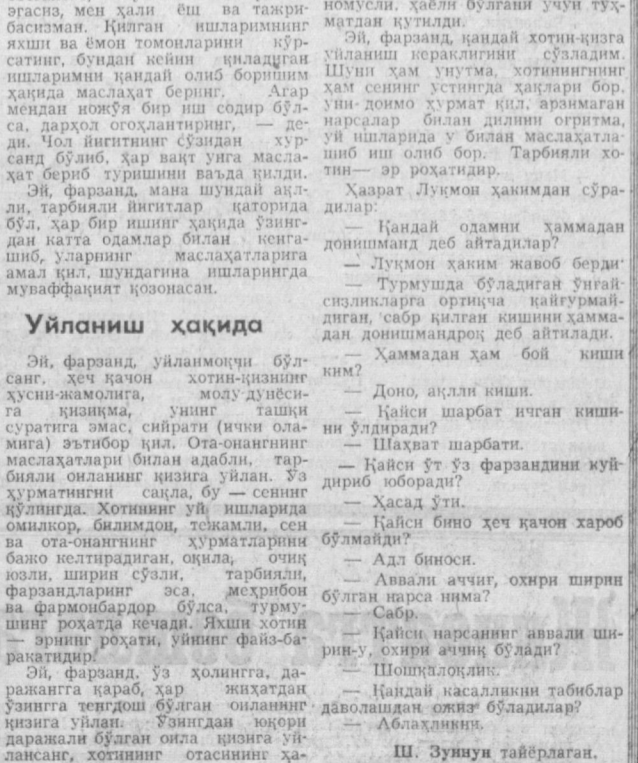 эгасиз, мен ҳали ёш ва тажри-
басизман. Қилган ишларимнинг
яхши ва ёмон томонларини кўр-
сатинг, бундан кейин қиладиган
ишларимни қандай олиб боришим
ҳақида маслаҳат беринг. Агар
мендан ножўя бир иш содир бўл-
са, дарҳол огоҳлантиринг, — де-
ди. Чол йигитнинг сўзидан хур-
санд бўлиб, ҳар вақт унга масла-
ҳат бериб туришини ваъда қилди.
Эй, фарзанд, мана шундай ақл-
ли, тарбияли йигитлар қаторида
бўл, ҳар бир ишинг ҳақида ўзинг-
дан катта одамлар билан кенга-
шиб, уларнинг маслаҳатларига
амал қил, шундагина ишларингда
муваффақият қозонасан.
Уйланиш ҳақида
Эй, фарзанд, уйланмоқчи бўл-
санг, ҳеч қачон хотин-қизнинг
ҳусни-жамолига, молу-дунёси-
га қизиқма, унинг ташқи
суратига эмас, сийрати (ички ола-
мига) эътибор қил. Ота-онангнинг
маслаҳатлари билан адабли, тар-
бияли оиланинг қизига уйлан. Ўз
ҳурматингни сақла, бу — сенинг
қўлингда. Хотининг уй ишларида
омилкор, билимдон, тежамли, сен
ва ота-онангнинг ҳурматларини
бажо келтирадиган, оқила, очиқ
юзли, ширин сўзли, тарбияли,
фарзандларинг эса, меҳрибон
ва фармонбардор бўлса, турму-
шинг роҳатда кечади. Яхши хотин
— эрнинг роҳати, уйнинг файз-ба-
ракатидир.
Эй, фарзанд, ўз ҳолингга, да-
ражангга қараб, ҳар жиҳатдан
ўзингга тенгдош бўлган оиланинг
қизига уйлан. Ўзингдан юқори
даражали бўлган оила қизига уй-
лансанг, хотининг отасининг ҳа-
номусли, ҳаёли бўлгани учун туҳ-
матдан қутилди.
Эй, фарзанд, қандай хотин-қизга
уйланиш кераклигини сўзладим.
Шуни ҳам унутма, хотинингнинг
ҳам сенинг устингда ҳақлари бор,
уни доимо ҳурмат қил, арзимаган
нарсалар билан дилини оғритма,
уй ишларида у билан маслаҳатла-
шиб иш олиб бор. Тарбияли хо-
тин— эр роҳатидир.
Ҳазрат Луқмон ҳакимдан сўра-
дилар:
— Қандай одамни ҳаммадан
донишманд деб айтадилар?
— Луқмон ҳаким жавоб берди:
— Турмушда бўладиган ўнғай-
сизликларга ортиқча қайғурмай-
диган, сабр қилган кишини ҳамма-
дан донишмандроқ деб айтилади.
— Ҳаммадан ҳам бой киши
ким?
— Доно, ақлли киши.
— Қайси шарбат ичган киши-
ни ўлдиради?
— Шаҳват шарбати.
— Қайси ўт ўз фарзандини куй-
дириб юборади?
— Ҳасад ўти.
— Қайси бино ҳеч қачон хароб
бўлмайди?
— Адл биноси.
— Аввали аччиғ, охири ширин
бўлган нарса нима?
— Сабр.
— Қайси нарсанинг аввали ши-
рин-у, охири аччиқ бўлади?
— Шошқалоқлик.
— Қандай касалликни табиблар
даволашдан ожиз бўладилар?
— Аблаҳликни.
Ш. Зуннун тайёрлаган.